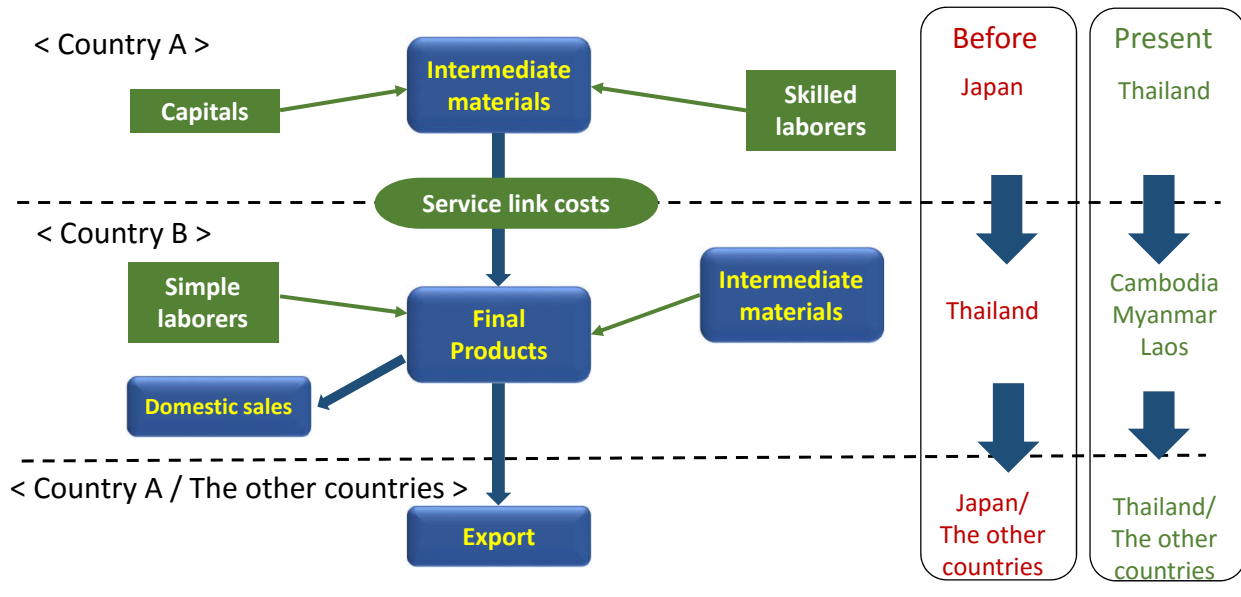 < Country A >
Capitals
Intermediate
materials
Skilled
laborers
Service link costs
< Country B >
Simple
laborers
Final
Products
Intermediate
materials
Domestic sales
< Country A / The other countries >
Export
Before
Japan
Thailand
Japan/
The other
countries
Present
Thailand
Cambodia
Myanmar
Laos
Thailand/
The other
countries